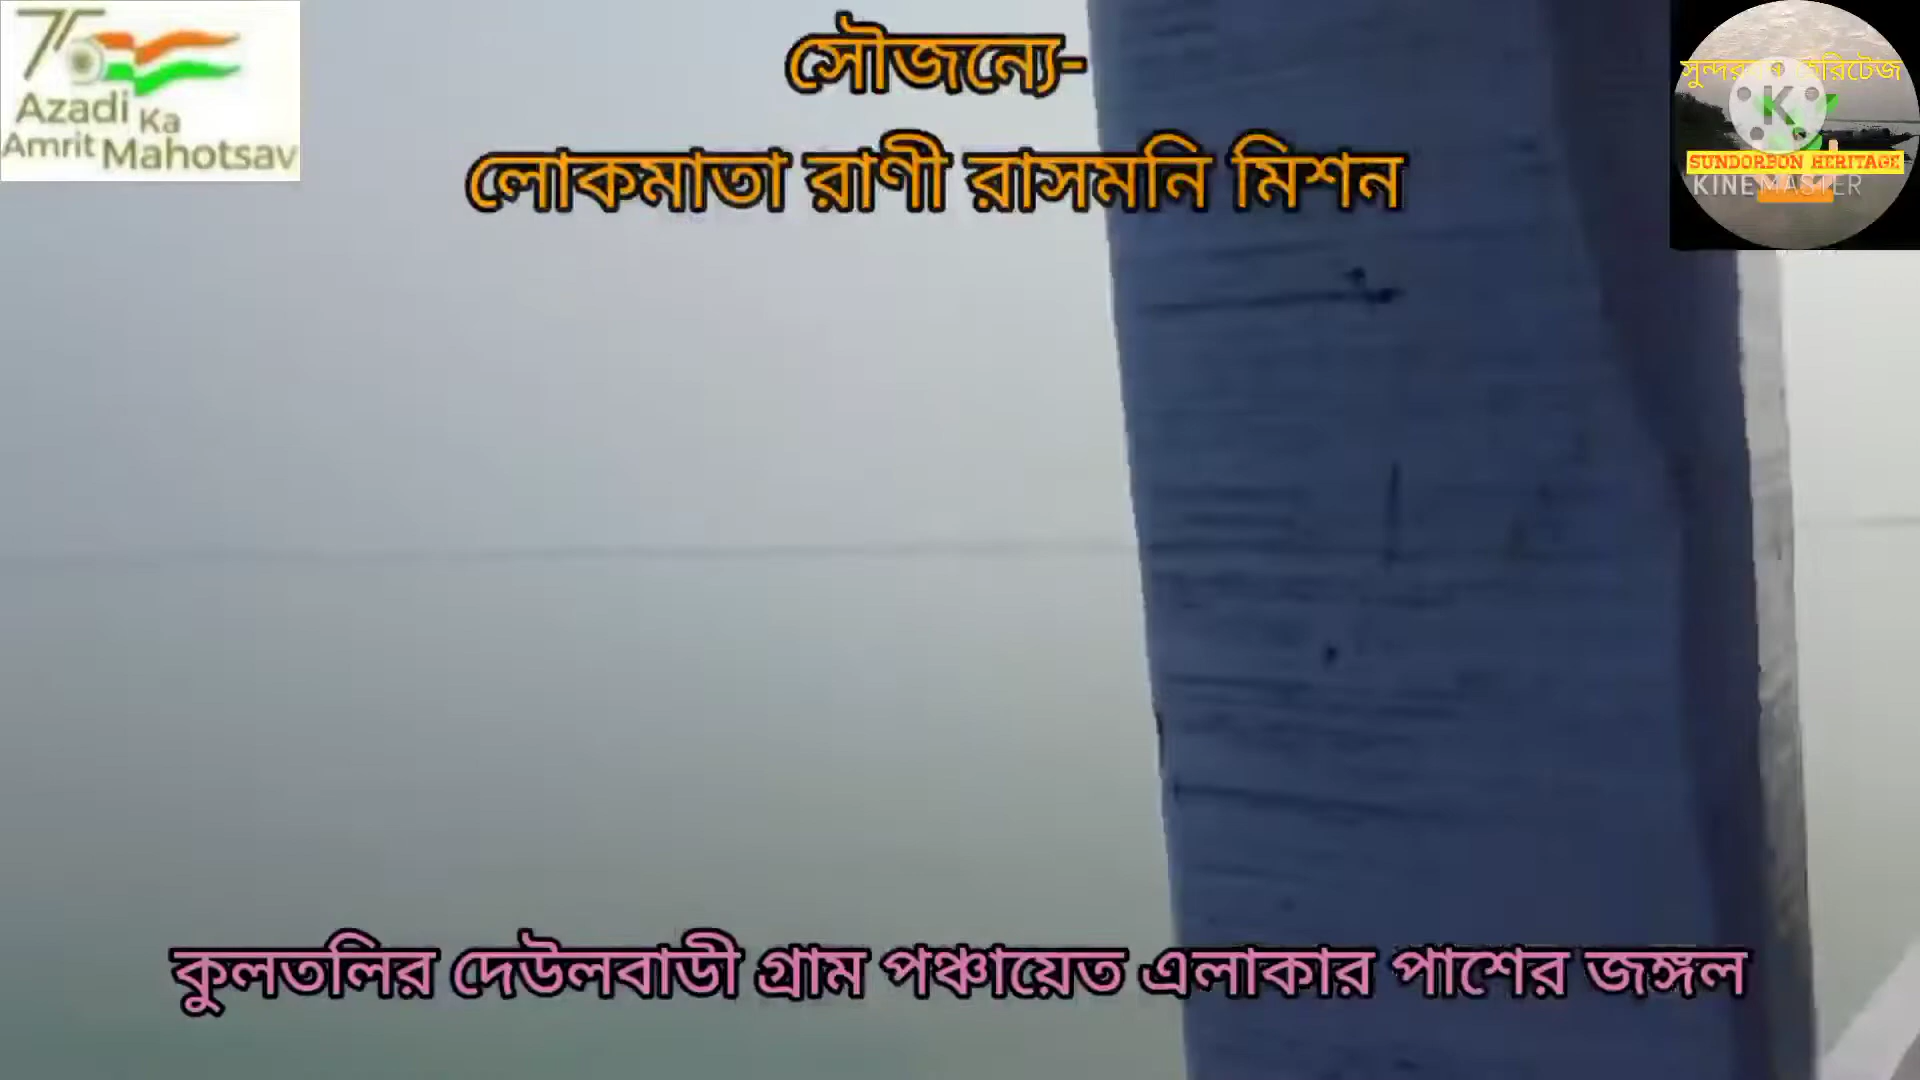 Azadi Ka
Amrit Mahotsav
সৌজন্যে-
লোকমাতা রাণী রাসমনি মিশন
SUNDORBON HERITAGE
KINEMASTER
কুলতলির দেউলবাডী গ্রাম পঞ্চায়েত এলাকার পাশের জঙ্গল